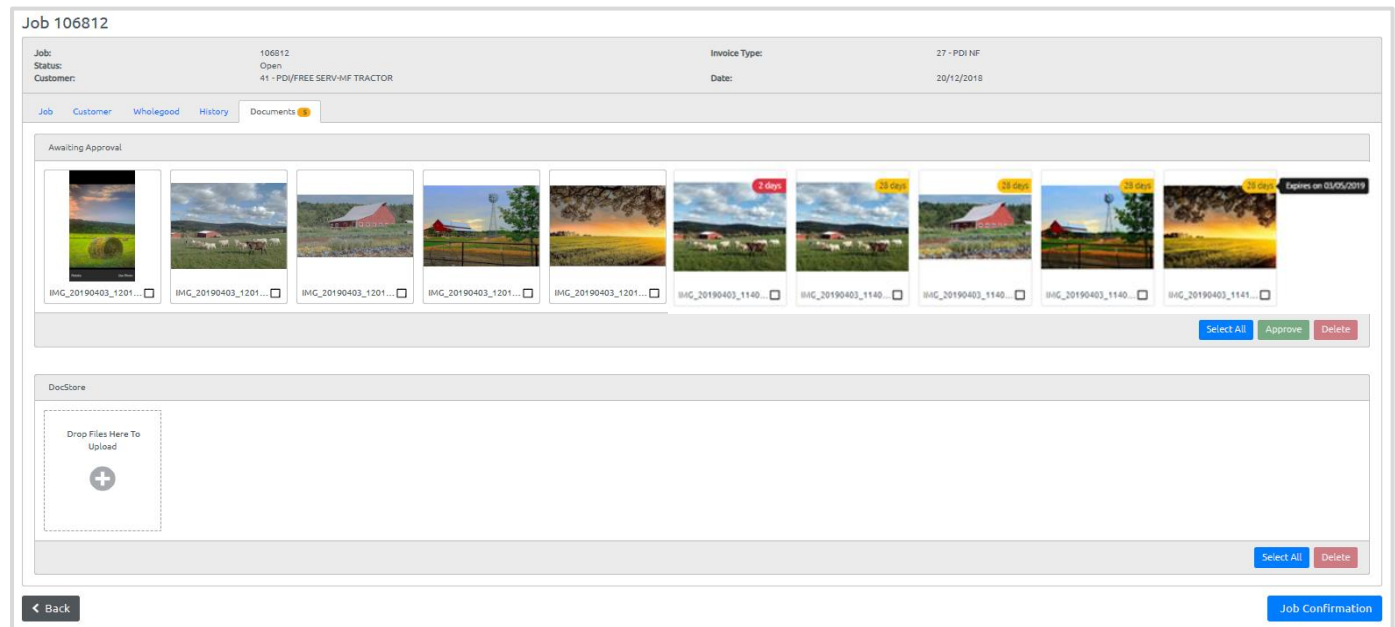 Job 106812
Job: 106812 Invoice Type: 27 - PDI NF
Status: Open
Customer: 41 - PDI/FREE SERV-MF TRACTOR Date: 20/12/2018
Job Customer Wholegood History Documents 5
Awaiting Approval
2 days 28 days 28 days 28 days 28 days Expires on 03/05/2019
IMG_20190403_1201... IMG_20190403_1201... IMG_20190403_1201... IMG_20190403_1201... IMG_20190403_1201... IMG_20190403_1140... IMG_20190403_1140... IMG_20190403_1140... IMG_20190403_1140... IMG_20190403_1141...
Select All Approve Delete
DocStore
Drop Files Here To
Upload
Select All Delete
Back Job Confirmation